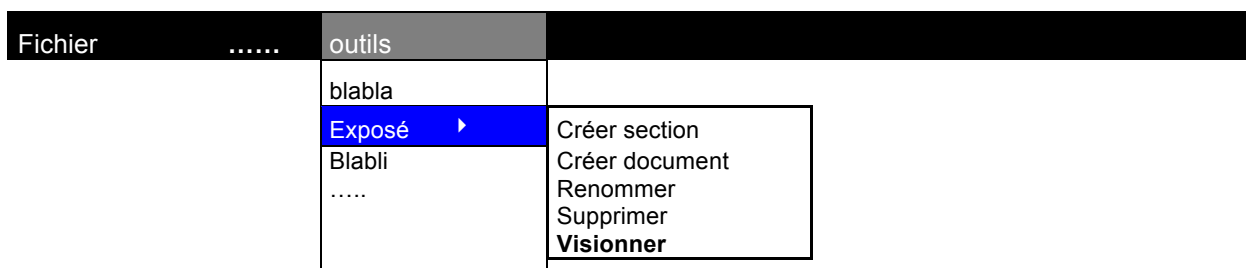 Fichier ...... outils
blabla
Exposé
Blabli
.....
Créer section
Créer document
Renommer
Supprimer
Visionner